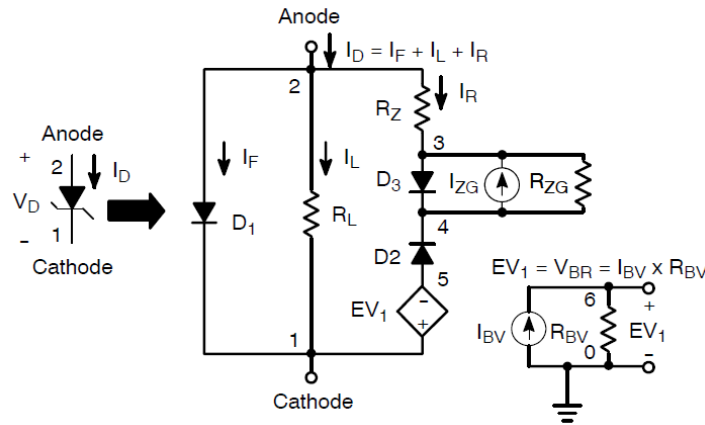 Anode
I_D = I_F + I_L + I_R
2
R_Z
I_R
3
Anode
+
2
I_D
I_F
I_L
D_3
I_ZG
R_ZG
V_D
D_1
R_L
4
-
1
Cathode
D2
5
EV_1 = V_BR = I_BV x R_BV
EV_1
-
+
6
+
I_BV
R_BV
EV_1
1
0
-
Cathode